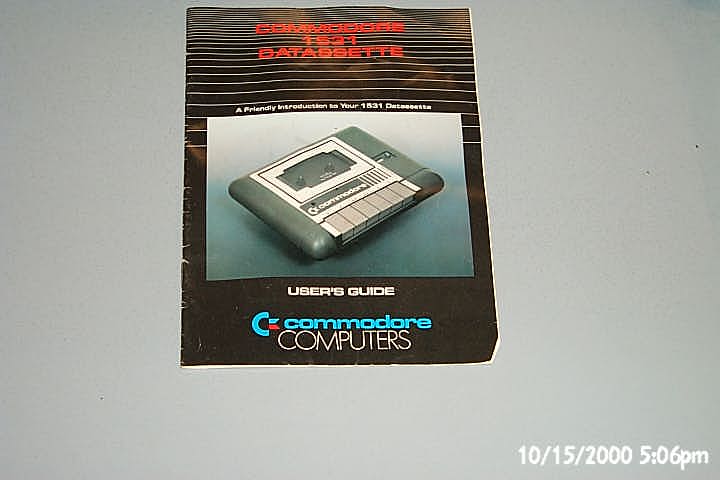 COMMODORE
1531
DATASSETTE
A Friendly Introduction to Your 1531 Datassette
commodore
USER'S GUIDE
commodore
COMPUTERS
10/15/2000 5:06pm